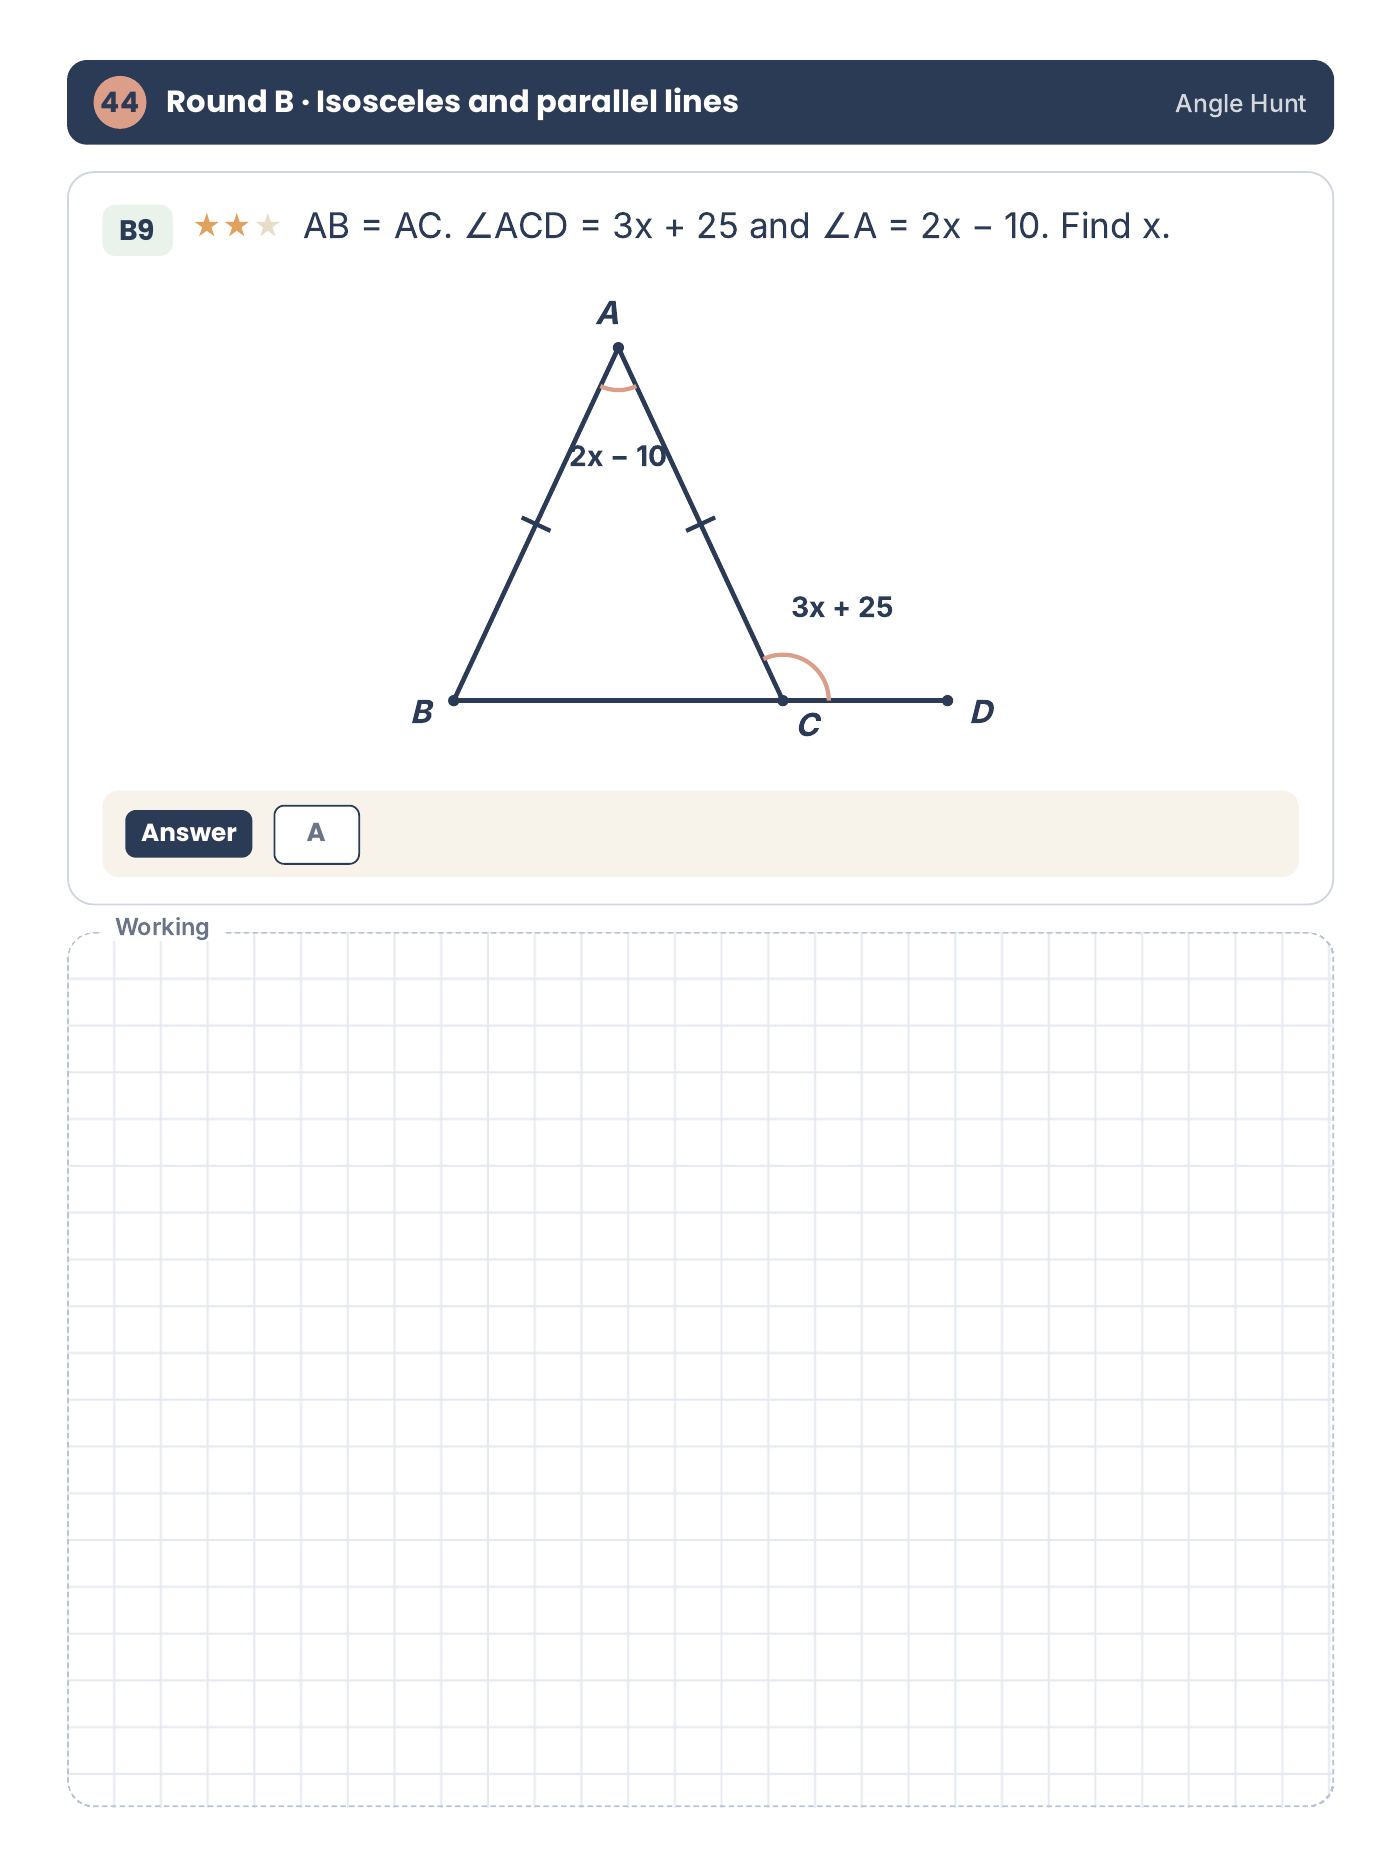 44 Round B · Isosceles and parallel lines Angle Hunt
B9 ★★★ AB = AC. ∠ACD = 3x + 25 and ∠A = 2x − 10. Find x.
A
2x − 10
3x + 25
B
C
D
Answer A
Working